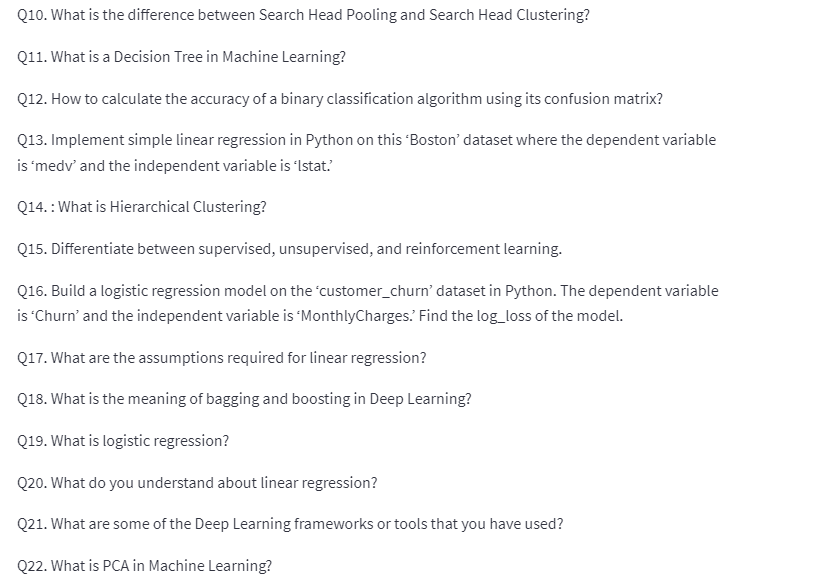 Q10. What is the difference between Search Head Pooling and Search Head Clustering?
Q11. What is a Decision Tree in Machine Learning?
Q12. How to calculate the accuracy of a binary classification algorithm using its confusion matrix?
Q13. Implement simple linear regression in Python on this ‘Boston’ dataset where the dependent variable
is ‘medv’ and the independent variable is ‘lstat.’
Q14. : What is Hierarchical Clustering?
Q15. Differentiate between supervised, unsupervised, and reinforcement learning.
Q16. Build a logistic regression model on the ‘customer_churn’ dataset in Python. The dependent variable
is ‘Churn’ and the independent variable is ‘MonthlyCharges.’ Find the log_loss of the model.
Q17. What are the assumptions required for linear regression?
Q18. What is the meaning of bagging and boosting in Deep Learning?
Q19. What is logistic regression?
Q20. What do you understand about linear regression?
Q21. What are some of the Deep Learning frameworks or tools that you have used?
Q22. What is PCA in Machine Learning?